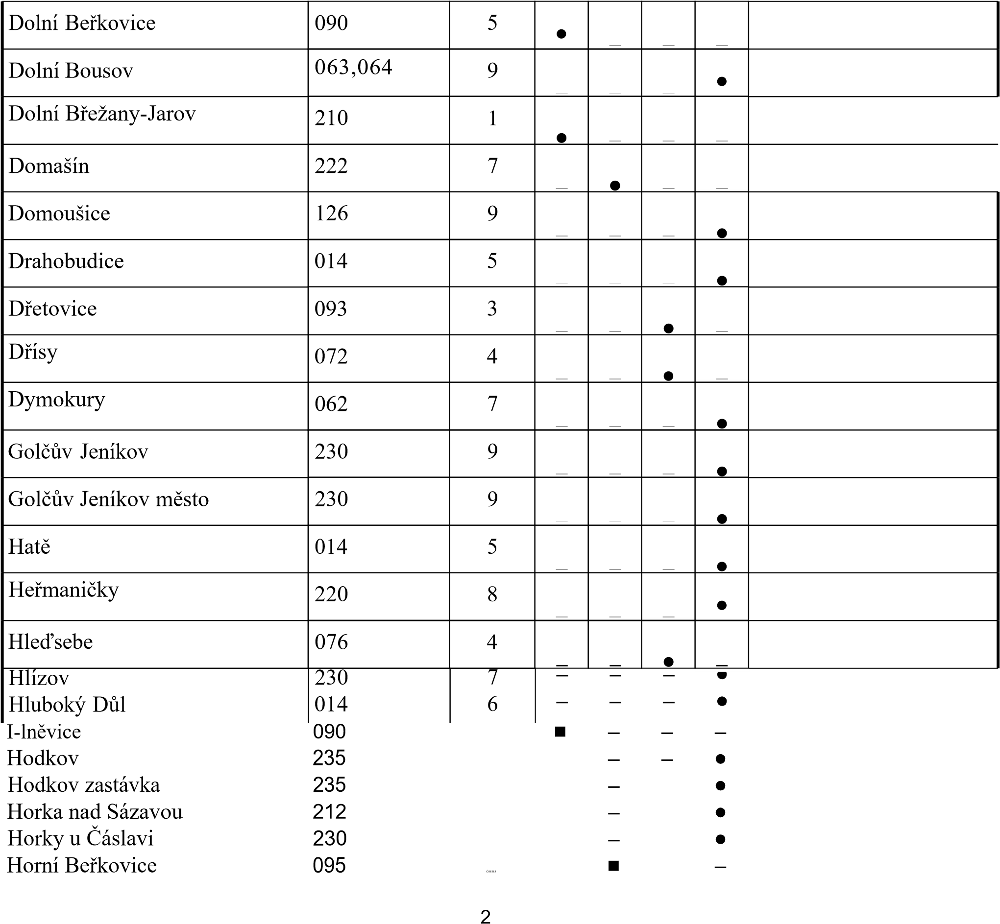 Dolní Beřkovice 090 5 • _ _ _
Dolní Bousov 063,064 9 _ _ _ •
Dolní Břežany-Jarov 210 1 • _ _ _
Domašín 222 7 _ • _ _
Domoušice 126 9 _ _ _ •
Drahobudice 014 5 _ _ _ •
Dřetovice 093 3 _ _ • _
Dřísy 072 4 _ _ • _
Dymokury 062 7 _ _ _ •
Golčův Jeníkov 230 9 _ _ _ •
Golčův Jeníkov město 230 9 _ _ _ •
Hatě 014 5 _ _ _ •
Heřmaničky 220 8 _ _ _ •
Hleďsebe 076 4 – – • –
Hlízov 230 7 – – – •
Hluboký Důl 014 6 – – – •
I-lněvice 090 ■ – – –
Hodkov 235 – – •
Hodkov zastávka 235 – •
Horka nad Sázavou 212 – •
Horky u Čáslavi 230 – •
Horní Beřkovice 095 ■ –
2